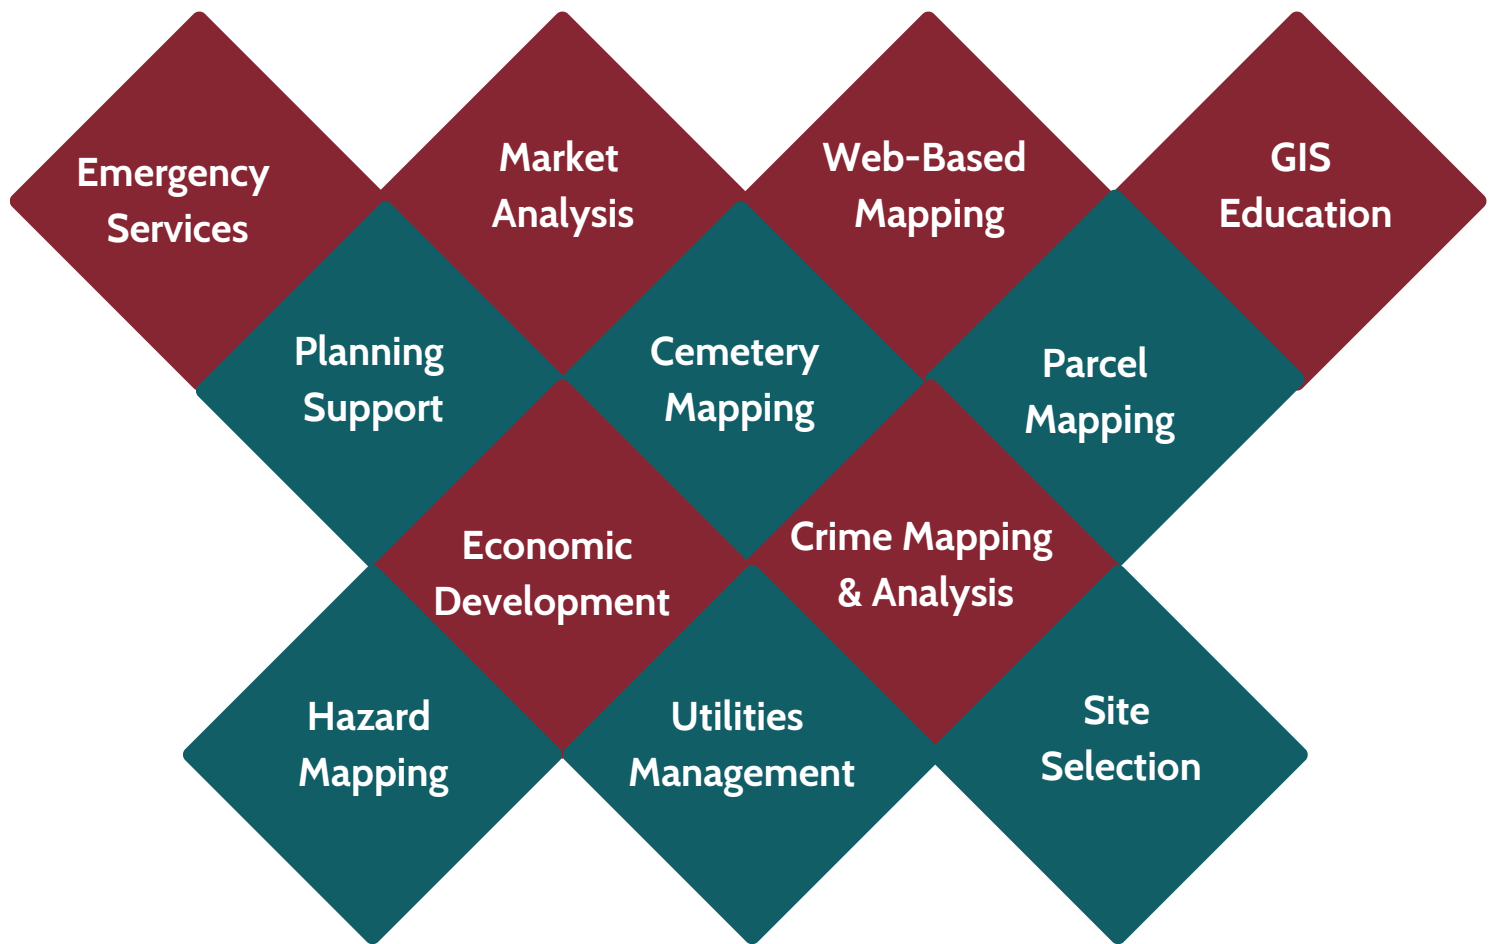 Emergency
Services
Market
Analysis
Web-Based
Mapping
GIS
Education
Planning
Support
Cemetery
Mapping
Parcel
Mapping
Economic
Development
Crime Mapping
& Analysis
Hazard
Mapping
Utilities
Management
Site
Selection